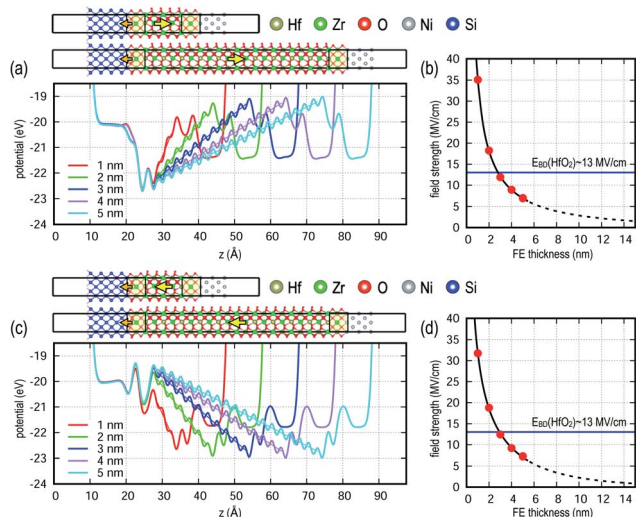 Hf Zr O Ni Si
(a)
-19
-20
-21
-22
-23
-24
potential (eV)
1 nm
2 nm
3 nm
4 nm
5 nm
0 10 20 30 40 50 60 70 80 90
z (Å)
(b)
40
35
30
25
20
15
10
5
0
field strength (MV/cm)
EBD(HfO2)~13 MV/cm
0 2 4 6 8 10 12 14
FE thickness (nm)
Hf Zr O Ni Si
(c)
-19
-20
-21
-22
-23
-24
potential (eV)
1 nm
2 nm
3 nm
4 nm
5 nm
0 10 20 30 40 50 60 70 80 90
z (Å)
(d)
40
35
30
25
20
15
10
5
0
field strength (MV/cm)
EBD(HfO2)~13 MV/cm
0 2 4 6 8 10 12 14
FE thickness (nm)